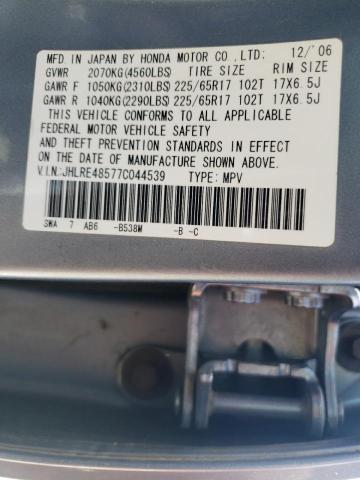 MFD. IN JAPAN BY HONDA MOTOR CO.,LTD: 12/'06
GVWR 2070KG(4560LBS) TIRE SIZE RIM SIZE
GAWR F 1050KG(2310LBS) 225/65R17 102T 17X6.5J
GAWR R 1040KG(2290LBS) 225/65R17 102T 17X6.5J
THIS VEHICLE CONFORMS TO ALL APPLICABLE
FEDERAL MOTOR VEHICLE SAFETY
AND THEFT PREVENTION STANDARDS IN EFFECT
ON THE DATE OF MANUFACTURE SHOWN ABOVE.
V.I.N:JHLRE48577C044539 TYPE: MPV
SWA 7 AB6 -B538M -B -C